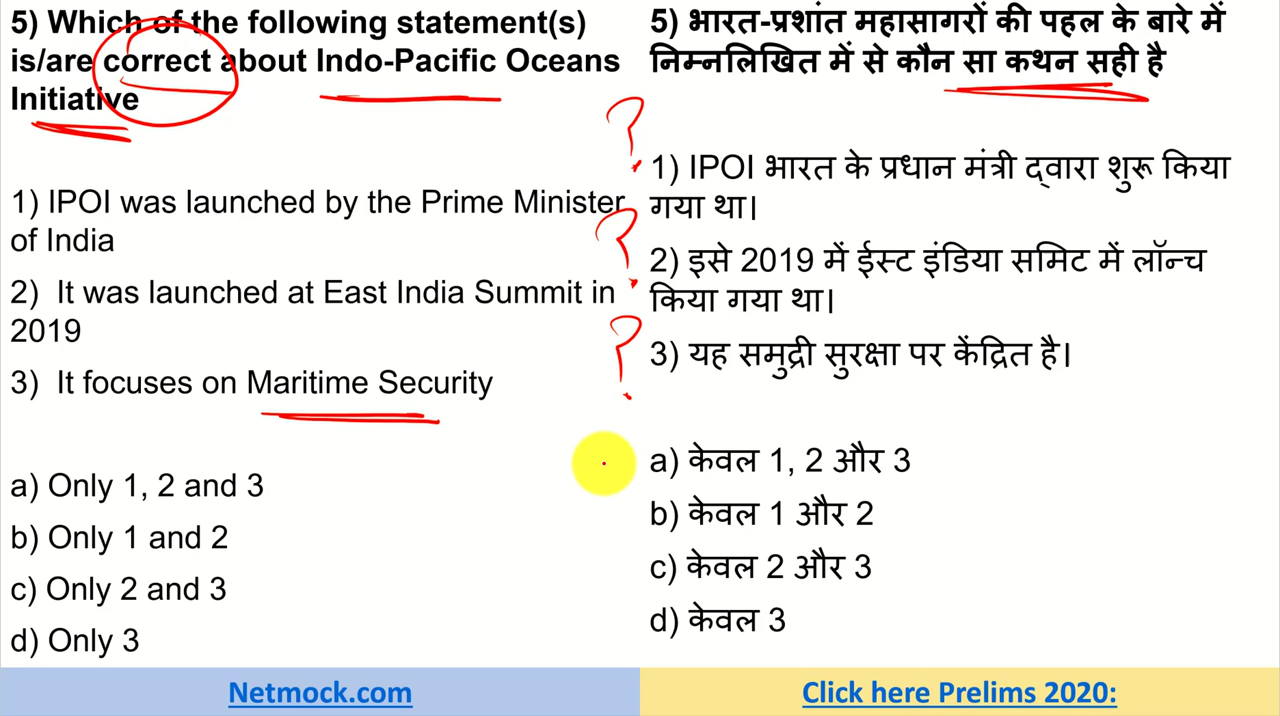 5) Which of the following statement(s)
is/are correct about Indo-Pacific Oceans
Initiative
1) IPOI was launched by the Prime Minister
of India
2) It was launched at East India Summit in
2019
3) It focuses on Maritime Security
a) Only 1, 2 and 3
b) Only 1 and 2
c) Only 2 and 3
d) Only 3
Netmock.com
5) भारत-प्रशांत महासागरों की पहल के बारे में
निम्नलिखित में से कौन सा कथन सही है
? 
1) IPOI भारत के प्रधान मंत्री द्वारा शुरू किया
गया था।
?
2) इसे 2019 में ईस्ट इंडिया समिट में लॉन्च
किया गया था।
?
3) यह समुद्री सुरक्षा पर केंद्रित है।
a) केवल 1, 2 और 3
b) केवल 1 और 2
c) केवल 2 और 3
d) केवल 3
Click here Prelims 2020: